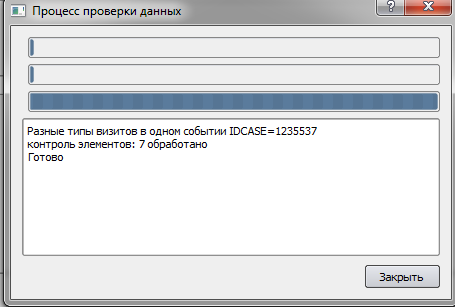 Процесс проверки данных
Разные типы визитов в одном событии IDCASE=1235537
контроль элементов: 7 обработано
Готово
Закрыть